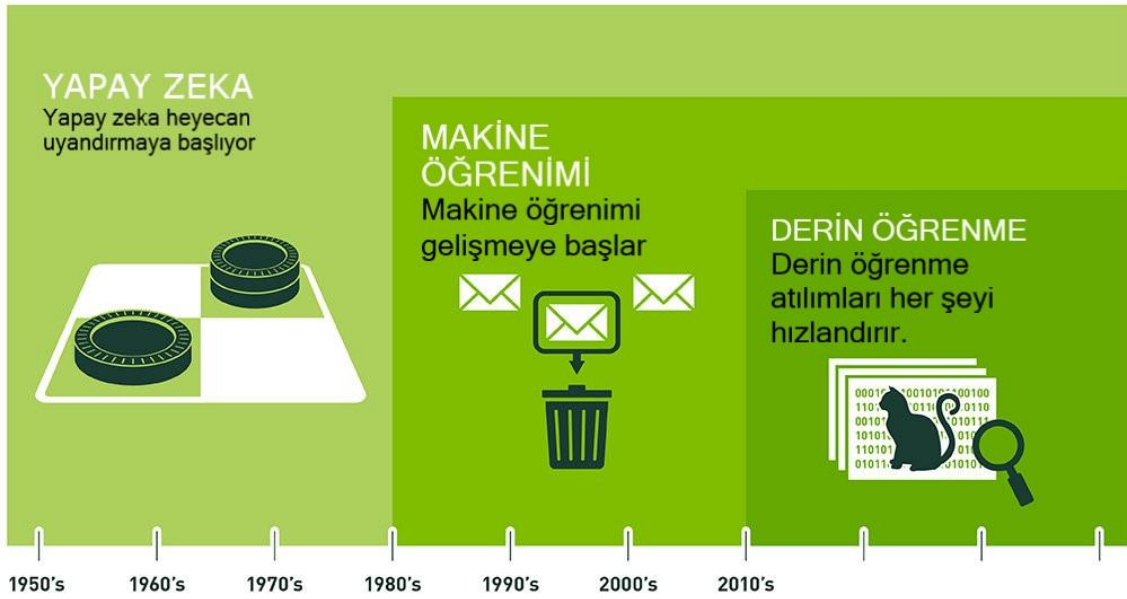 YAPAY ZEKA
Yapay zeka heyecan
uyandırmaya başlıyor
MAKİNE
ÖĞRENİMİ
Makine öğrenimi
gelişmeye başlar
DERİN ÖĞRENME
Derin öğrenme
atılımları her şeyi
hızlandırır.
1950's 1960's 1970's 1980's 1990's 2000's 2010's